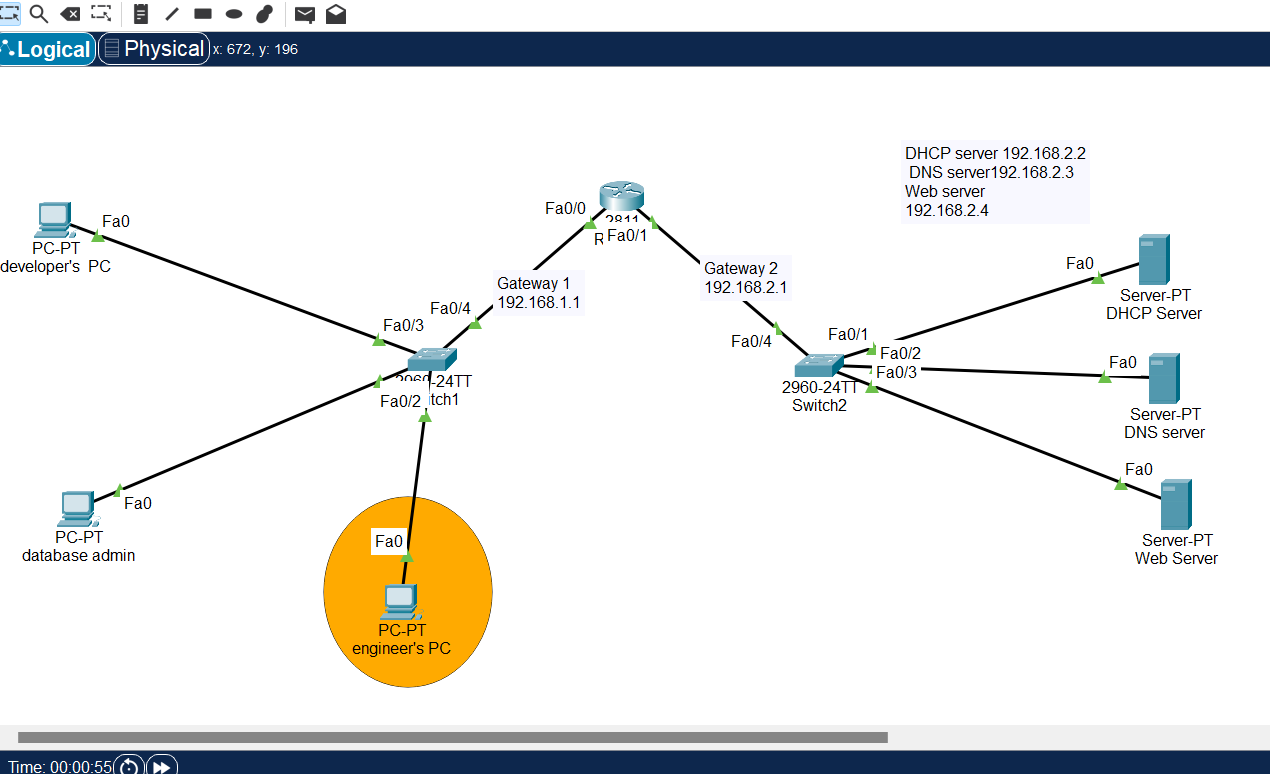 Logical
Physical
x: 672, y: 196
DHCP server 192.168.2.2
DNS server192.168.2.3
Web server
192.168.2.4
Fa0
PC-PT
developer's PC
Fa0/0
2811
R
Fa0/1
Gateway 1
192.168.1.1
Gateway 2
192.168.2.1
Fa0/4
Fa0/3
2960-24TT
itch1
Fa0/2
Fa0/4
Fa0/1
Fa0/2
Fa0/3
2960-24TT
Switch2
Fa0
Server-PT
DHCP Server
Fa0
Server-PT
DNS server
Fa0
Server-PT
Web Server
Fa0
PC-PT
database admin
Fa0
PC-PT
engineer's PC
Time: 00:00:55